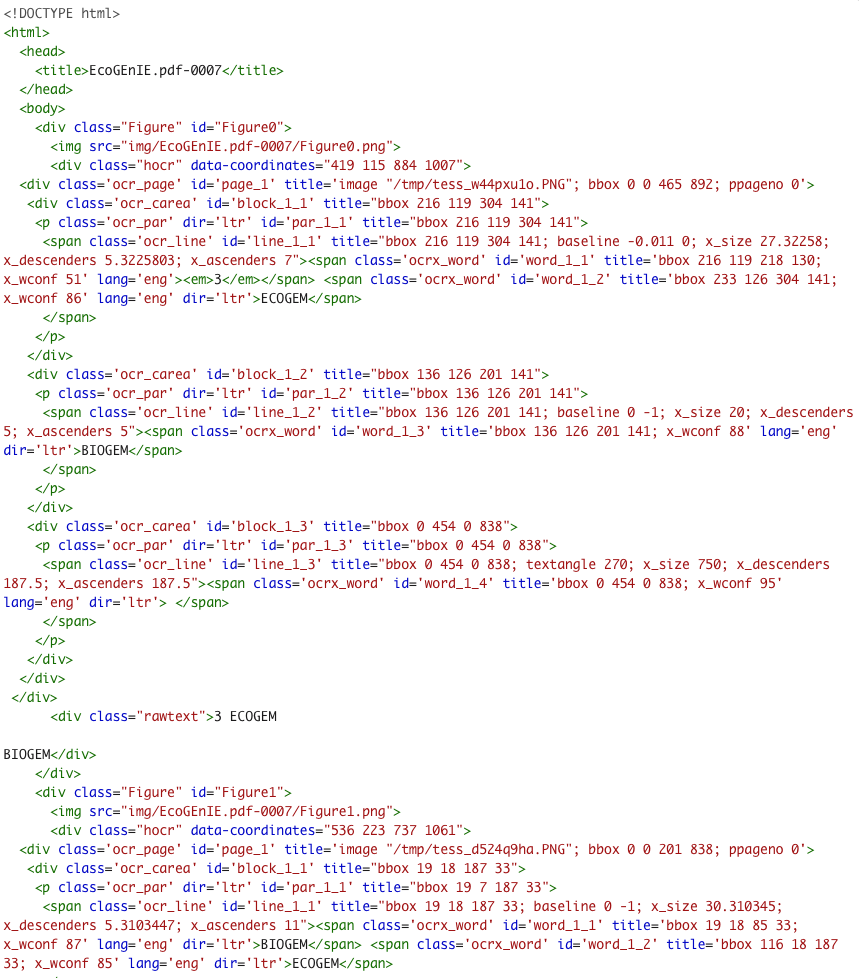 <!DOCTYPE html>
<html>
  <head>
    <title>EcoGEnIE.pdf-0007</title>
  </head>
  <body>
    <div class="Figure" id="Figure0">
      <img src="img/EcoGEnIE.pdf-0007/Figure0.png">
      <div class="hocr" data-coordinates="419 115 884 1007">
  <div class='ocr_page' id='page_1' title='image "/tmp/tess_w44pxu1o.PNG"; bbox 0 0 465 892; ppageno 0'>
   <div class='ocr_carea' id='block_1_1' title="bbox 216 119 304 141">
    <p class='ocr_par' dir='ltr' id='par_1_1' title="bbox 216 119 304 141">
     <span class='ocr_line' id='line_1_1' title="bbox 216 119 304 141; baseline -0.011 0; x_size 27.32258;
x_descenders 5.3225803; x_ascenders 7"><span class='ocrx_word' id='word_1_1' title='bbox 216 119 218 130;
x_wconf 51' lang='eng'><em>3</em></span> <span class='ocrx_word' id='word_1_2' title='bbox 233 126 304 141;
x_wconf 86' lang='eng' dir='ltr'>ECOGEM</span>
     </span>
    </p>
   </div>
   <div class='ocr_carea' id='block_1_2' title="bbox 136 126 201 141">
    <p class='ocr_par' dir='ltr' id='par_1_2' title="bbox 136 126 201 141">
     <span class='ocr_line' id='line_1_2' title="bbox 136 126 201 141; baseline 0 -1; x_size 20; x_descenders
5; x_ascenders 5"><span class='ocrx_word' id='word_1_3' title='bbox 136 126 201 141; x_wconf 88' lang='eng'
dir='ltr'>BIOGEM</span>
     </span>
    </p>
   </div>
   <div class='ocr_carea' id='block_1_3' title="bbox 0 454 0 838">
    <p class='ocr_par' dir='ltr' id='par_1_3' title="bbox 0 454 0 838">
     <span class='ocr_line' id='line_1_3' title="bbox 0 454 0 838; textangle 270; x_size 750; x_descenders
187.5; x_ascenders 187.5"><span class='ocrx_word' id='word_1_4' title='bbox 0 454 0 838; x_wconf 95'
lang='eng' dir='ltr'> </span>
     </span>
    </p>
   </div>
  </div>
 </div>
      <div class="rawtext">3 ECOGEM

BIOGEM</div>
    </div>
    <div class="Figure" id="Figure1">
      <img src="img/EcoGEnIE.pdf-0007/Figure1.png">
      <div class="hocr" data-coordinates="536 223 737 1061">
  <div class='ocr_page' id='page_1' title='image "/tmp/tess_d524q9ha.PNG"; bbox 0 0 201 838; ppageno 0'>
   <div class='ocr_carea' id='block_1_1' title="bbox 19 18 187 33">
    <p class='ocr_par' dir='ltr' id='par_1_1' title="bbox 19 7 187 33">
     <span class='ocr_line' id='line_1_1' title="bbox 19 18 187 33; baseline 0 -1; x_size 30.310345;
x_descenders 5.3103447; x_ascenders 11"><span class='ocrx_word' id='word_1_1' title='bbox 19 18 85 33;
x_wconf 87' lang='eng' dir='ltr'>BIOGEM</span> <span class='ocrx_word' id='word_1_2' title='bbox 116 18 187
33; x_wconf 85' lang='eng' dir='ltr'>ECOGEM</span>